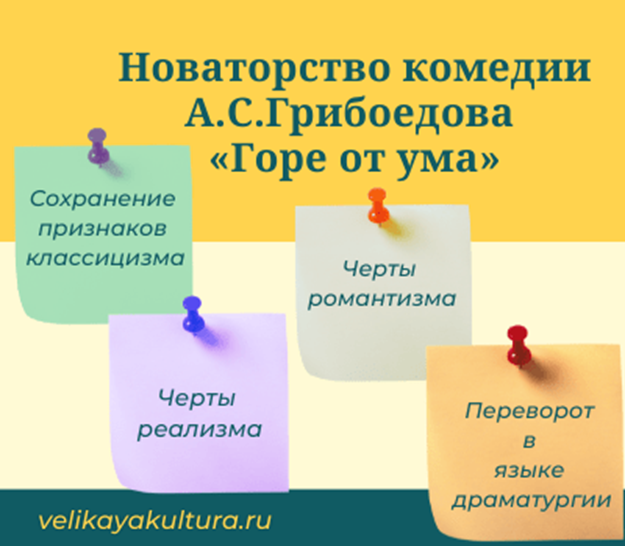 Новаторство комедии
А.С.Грибоедова
«Горе от ума»
Сохранение
признаков
классицизма
Черты
романтизма
Черты
реализма
Переворот
в
языке
драматургии
velikayakultura.ru